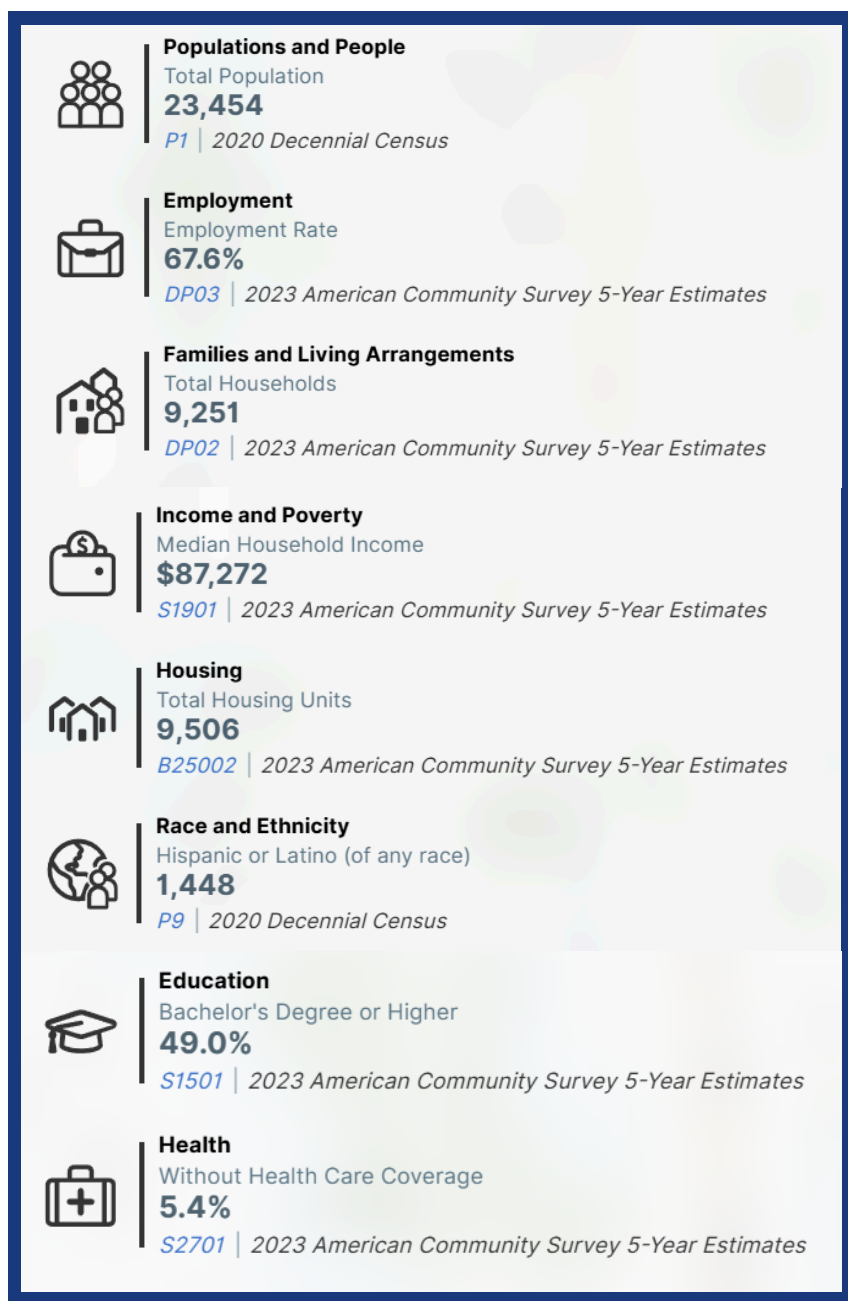 Populations and People
Total Population
23,454
P1 | 2020 Decennial Census
Employment
Employment Rate
67.6%
DP03 | 2023 American Community Survey 5-Year Estimates
Families and Living Arrangements
Total Households
9,251
DP02 | 2023 American Community Survey 5-Year Estimates
$
Income and Poverty
Median Household Income
$87,272
S1901 | 2023 American Community Survey 5-Year Estimates
Housing
Total Housing Units
9,506
B25002 | 2023 American Community Survey 5-Year Estimates
Race and Ethnicity
Hispanic or Latino (of any race)
1,448
P9 | 2020 Decennial Census
Education
Bachelor's Degree or Higher
49.0%
S1501 | 2023 American Community Survey 5-Year Estimates
Health
Without Health Care Coverage
5.4%
S2701 | 2023 American Community Survey 5-Year Estimates